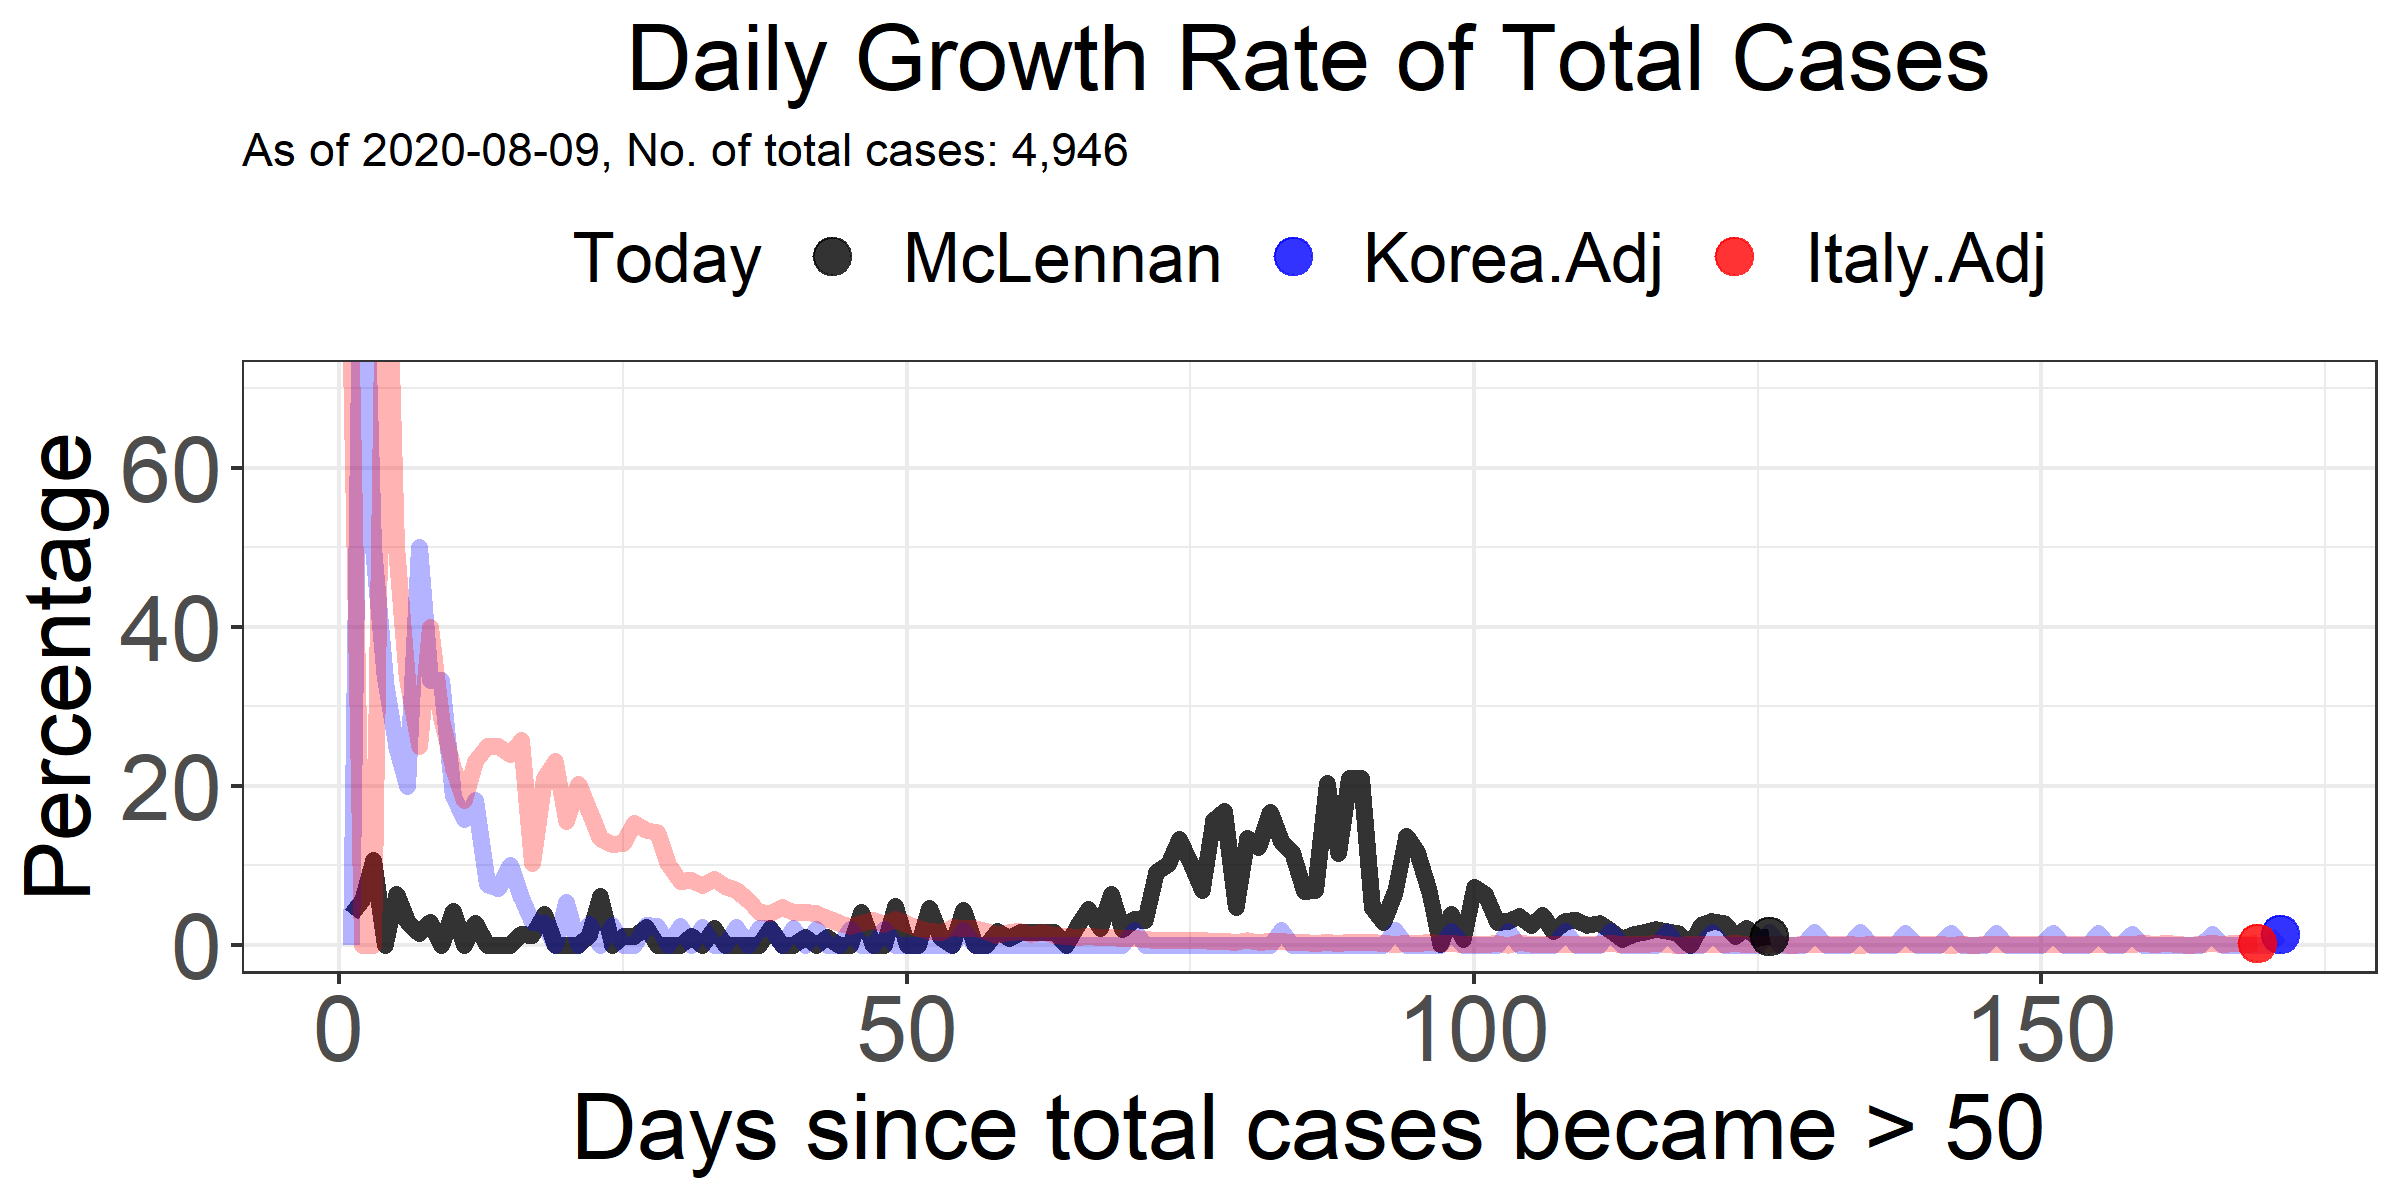 Daily Growth Rate of Total Cases
As of 2020-08-09, No. of total cases: 4,946
Today McLennan Korea.Adj Italy.Adj
Percentage
60
40
20
0
0 50 100 150
Days since total cases became > 50